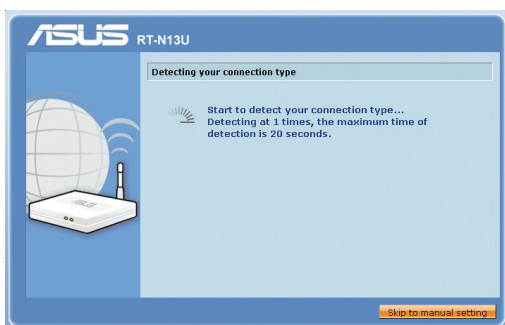 ASUS RT-N13U
Detecting your connection type
Start to detect your connection type...
Detecting at 1 times, the maximum time of
detection is 20 seconds.
ASUS
Skip to manual setting